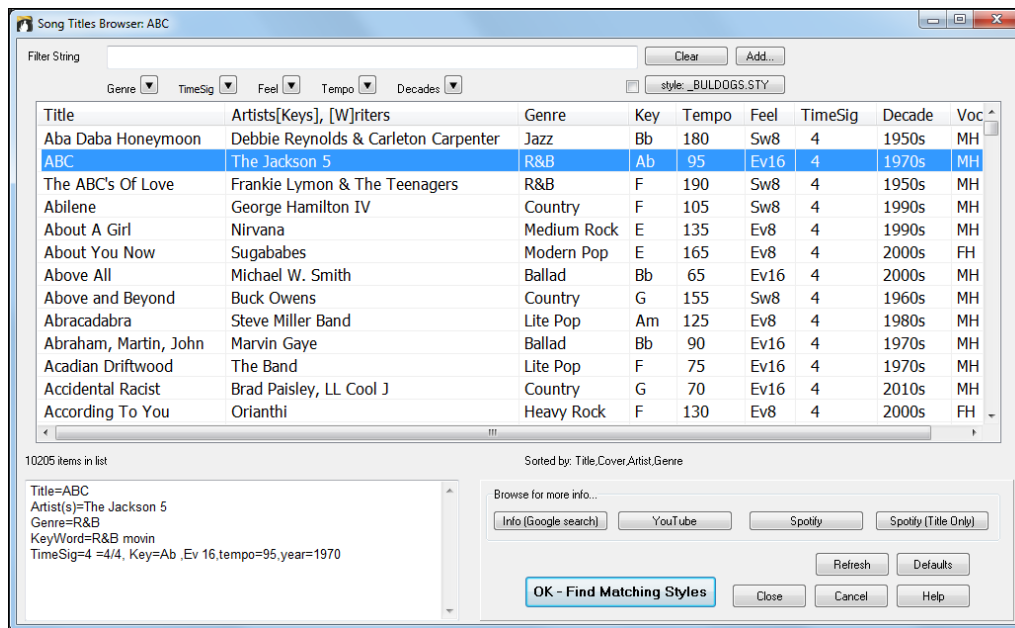 Song Titles Browser: ABC
Filter String Clear Add...
Genre TimeSig Feel Tempo Decades style: _BULDOGS.STY
Title Artists[Keys], [W]riters Genre Key Tempo Feel TimeSig Decade Voc
Aba Daba Honeymoon Debbie Reynolds & Carleton Carpenter Jazz Bb 180 Sw8 4 1950s MH
ABC The Jackson 5 R&B Ab 95 Ev16 4 1970s MH
The ABC's Of Love Frankie Lymon & The Teenagers R&B F 190 Sw8 4 1950s MH
Abilene George Hamilton IV Country F 105 Sw8 4 1990s MH
About A Girl Nirvana Medium Rock E 135 Ev8 4 1990s MH
About You Now Sugababes Modern Pop E 165 Ev8 4 2000s FH
Above All Michael W. Smith Ballad Bb 65 Ev16 4 2000s MH
Above and Beyond Buck Owens Country G 155 Sw8 4 1960s MH
Abracadabra Steve Miller Band Lite Pop Am 125 Ev8 4 1980s MH
Abraham, Martin, John Marvin Gaye Ballad Bb 90 Ev16 4 1970s MH
Acadian Driftwood The Band Lite Pop F 75 Ev16 4 1970s MH
Accidental Racist Brad Paisley, LL Cool J Country G 70 Ev16 4 2010s MH
According To You Orianthi Heavy Rock F 130 Ev8 4 2000s FH
10205 items in list Sorted by: Title,Cover,Artist,Genre
Title=ABC
Artist(s)=The Jackson 5
Genre=R&B
KeyWord=R&B movin
TimeSig=4 =4/4, Key=Ab ,Ev 16,tempo=95,year=1970
Browse for more info...
Info (Google search) YouTube Spotify Spotify (Title Only)
Refresh Defaults
OK - Find Matching Styles Close Cancel Help